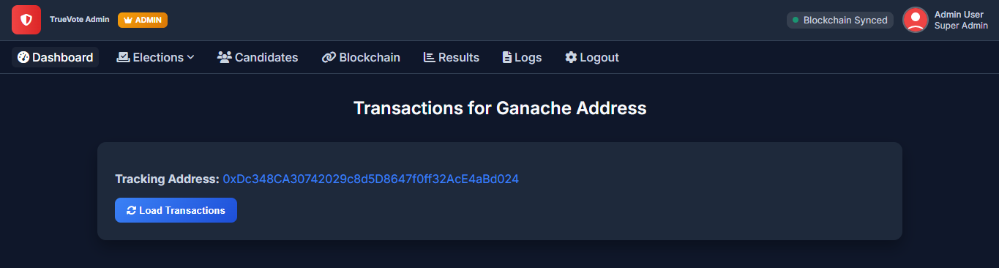 TrueVote Admin ADMIN Blockchain Synced Admin User
Super Admin
Dashboard Elections Candidates Blockchain Results Logs Logout
Transactions for Ganache Address
Tracking Address: 0xDc348CA30742029c8d5D8647f0ff32AcE4aBd024
Load Transactions